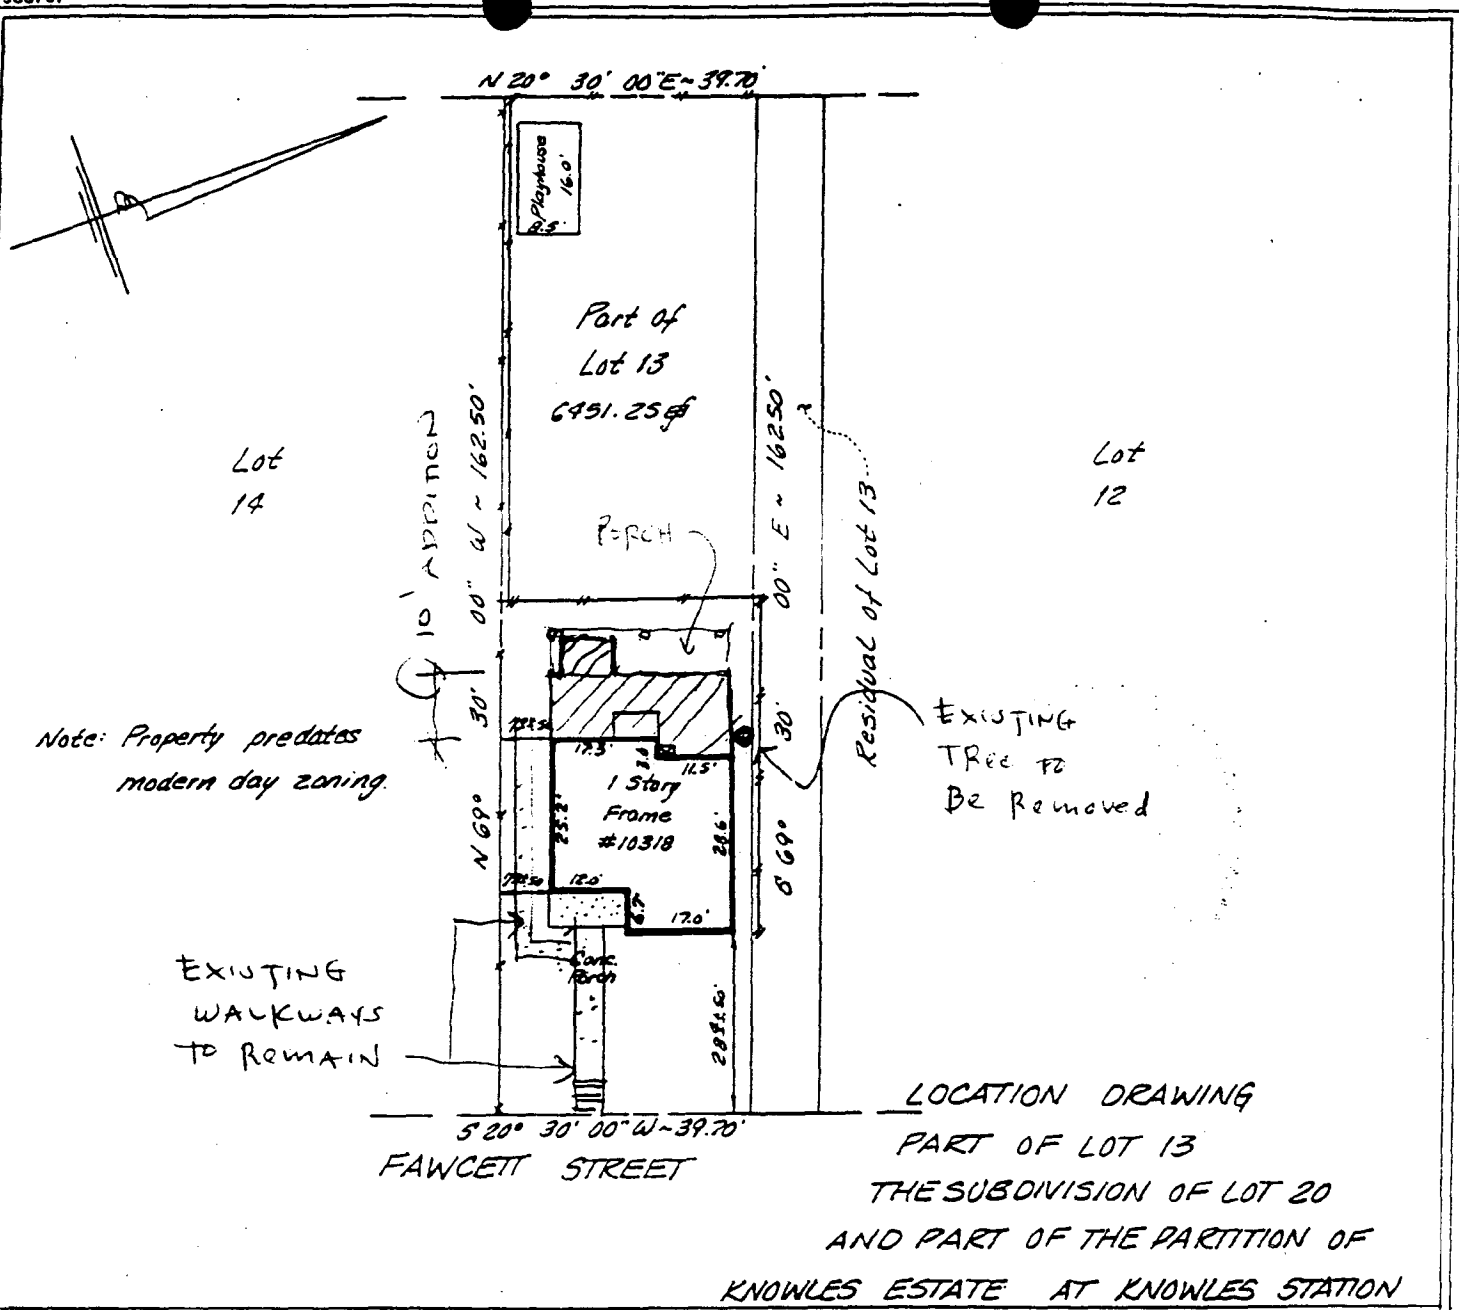 N 20° 30' 00" E ~ 39.70'
Playhouse
16.0'
8.5'
Part of
Lot 13
6451.25 sf
Lot
14
Lot
12
N 69° 30' 00" W ~ 162.50'
S 69° 30' 00" E ~ 162.50'
Residual of Lot 13
10' ADDITION
PORCH
Note: Property predates
modern day zoning.
EXISTING
TREE TO
BE REMOVED
17.3'
11.5'
1 Story
Frame
#10318
25.2'
28.6'
12.0'
6.7'
17.0'
Conc.
Porch
EXISTING
WALKWAYS
TO REMAIN
S 20° 30' 00" W ~ 39.70'
FAWCETT STREET
LOCATION DRAWING
PART OF LOT 13
THE SUBDIVISION OF LOT 20
AND PART OF THE PARTITION OF
KNOWLES ESTATE AT KNOWLES STATION